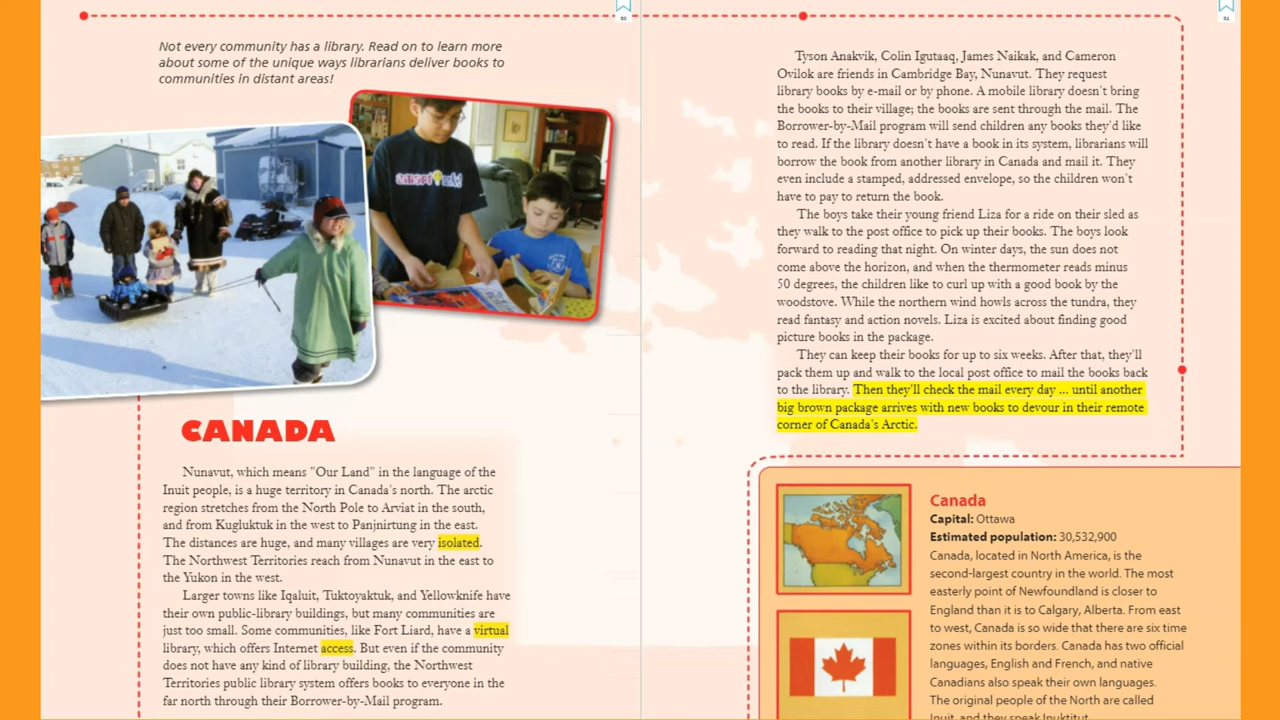 Not every community has a library. Read on to learn more
about some of the unique ways librarians deliver books to
communities in distant areas!
CANADA
Nunavut, which means "Our Land" in the language of the
Inuit people, is a huge territory in Canada's north. The arctic
region stretches from the North Pole to Arviat in the south,
and from Kugluktuk in the west to Panjnirtung in the east.
The distances are huge, and many villages are very isolated.
The Northwest Territories reach from Nunavut in the east to
the Yukon in the west.
Larger towns like Iqaluit, Tuktoyaktuk, and Yellowknife have
their own public-library buildings, but many communities are
just too small. Some communities, like Fort Liard, have a virtual
library, which offers Internet access. But even if the community
does not have any kind of library building, the Northwest
Territories public library system offers books to everyone in the
far north through their Borrower-by-Mail program.
Tyson Anakvik, Colin Igutaaq, James Naikak, and Cameron
Ovilok are friends in Cambridge Bay, Nunavut. They request
library books by e-mail or by phone. A mobile library doesn't bring
the books to their village; the books are sent through the mail. The
Borrower-by-Mail program will send children any books they'd like
to read. If the library doesn't have a book in its system, librarians will
borrow the book from another library in Canada and mail it. They
even include a stamped, addressed envelope, so the children won't
have to pay to return the book.
The boys take their young friend Liza for a ride on their sled as
they walk to the post office to pick up their books. The boys look
forward to reading that night. On winter days, the sun does not
come above the horizon, and when the thermometer reads minus
50 degrees, the children like to curl up with a good book by the
woodstove. While the northern wind howls across the tundra, they
read fantasy and action novels. Liza is excited about finding good
picture books in the package.
They can keep their books for up to six weeks. After that, they'll
pack them up and walk to the local post office to mail the books back
to the library. Then they'll check the mail every day ... until another
big brown package arrives with new books to devour in their remote
corner of Canada's Arctic.
Canada
Capital: Ottawa
Estimated population: 30,532,900
Canada, located in North America, is the
second-largest country in the world. The most
easterly point of Newfoundland is closer to
England than it is to Calgary, Alberta. From east
to west, Canada is so wide that there are six time
zones within its borders. Canada has two official
languages, English and French, and native
Canadians also speak their own languages.
The original people of the North are called
Inuit, and they speak Inuktitut.